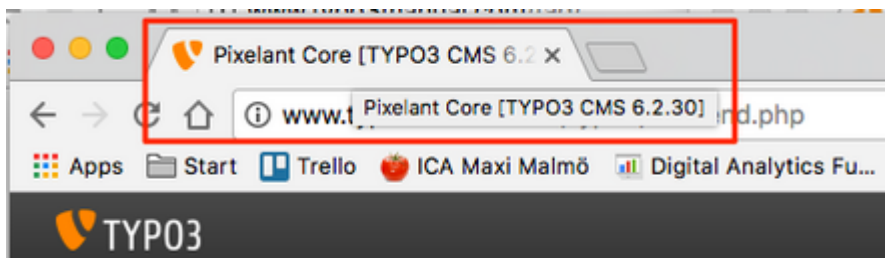 Pixelant Core [TYPO3 CMS 6.2
Pixelant Core [TYPO3 CMS 6.2.30]
www.t
nd.php
Apps Start Trello ICA Maxi Malmö Digital Analytics Fu...
TYPO3